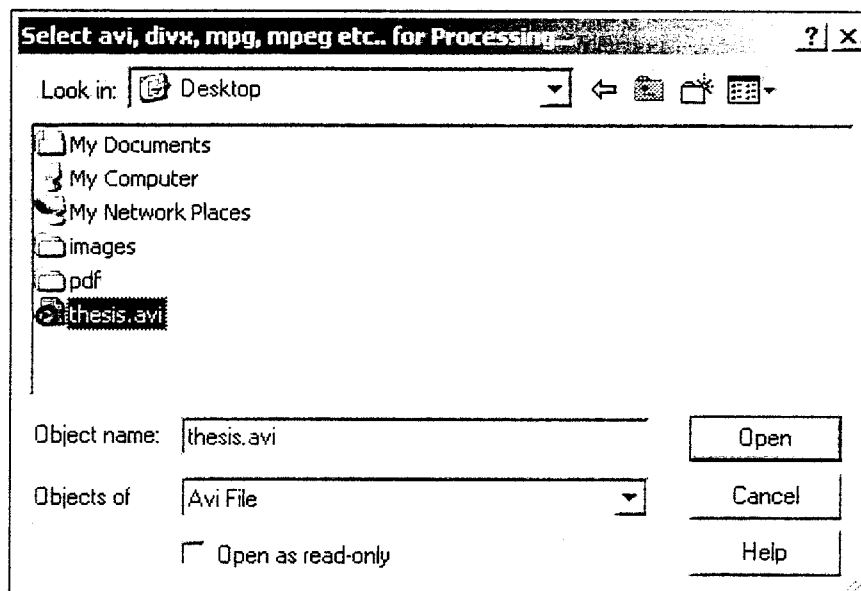 Select avi, divx, mpg, mpeg etc.. for Processing--
Look in: Desktop
My Documents
My Computer
My Network Places
images
pdf
thesis.avi
Object name: thesis.avi Open
Objects of Avi File Cancel
Open as read-only Help